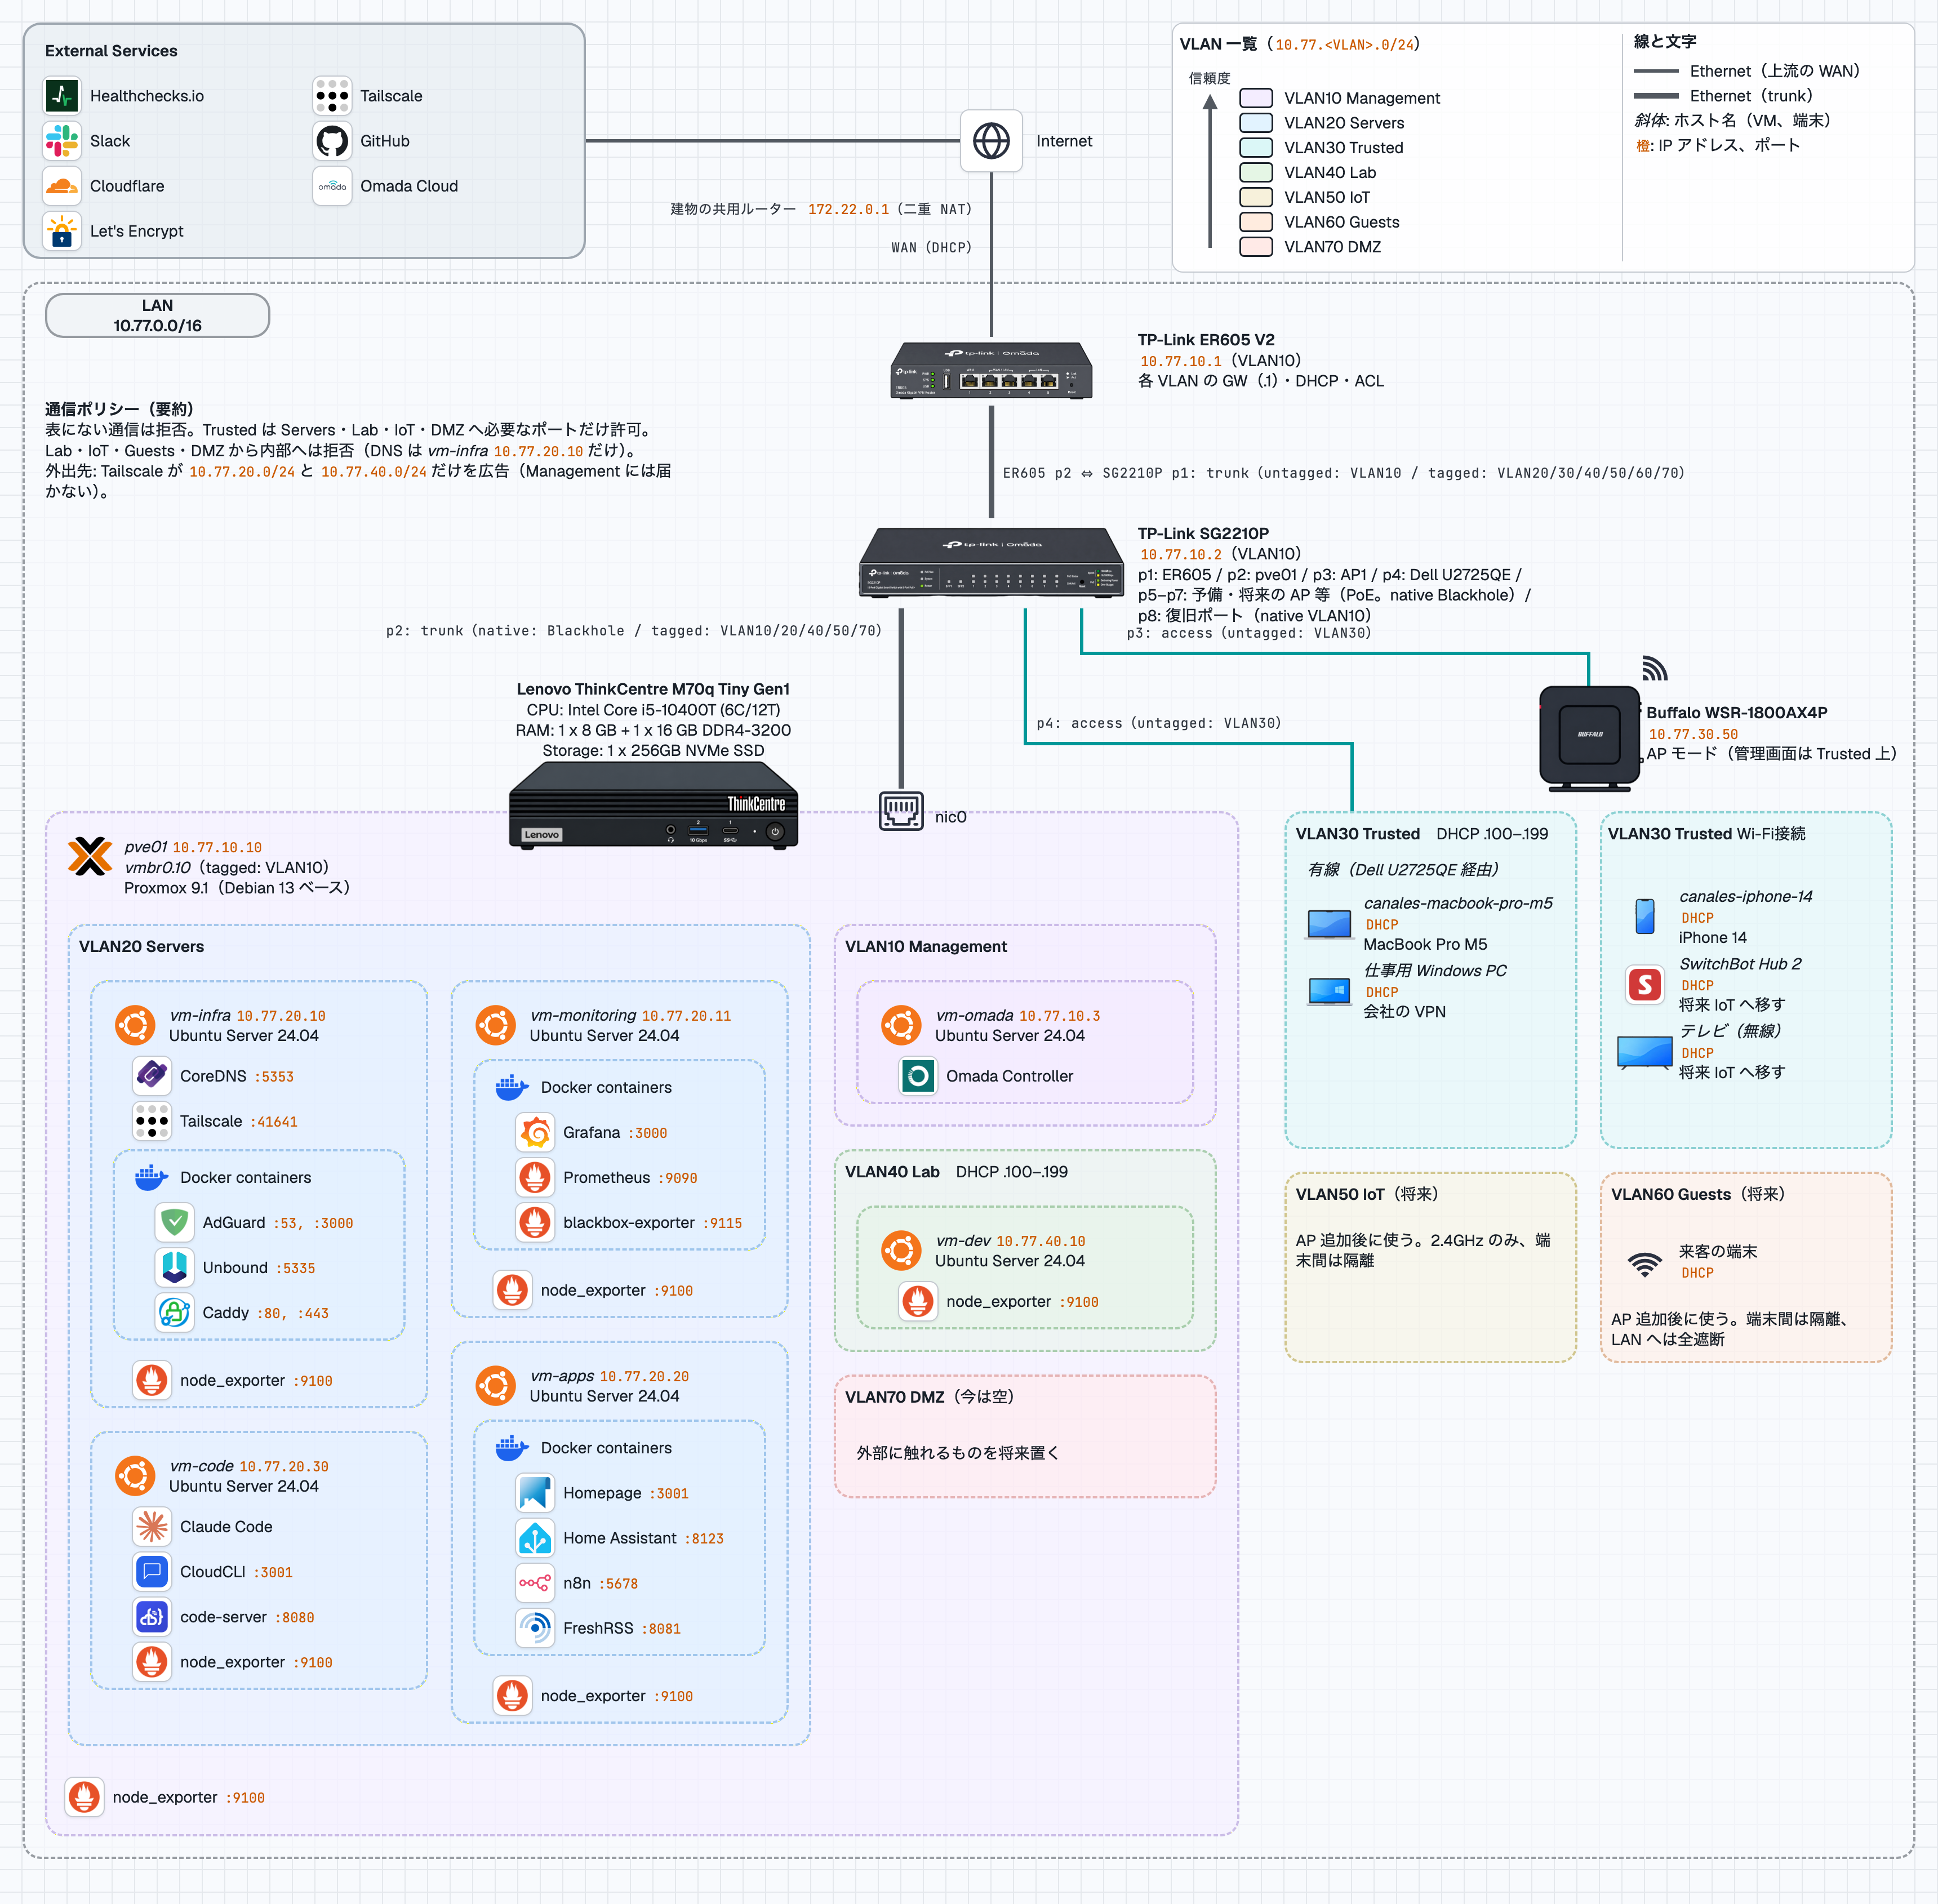 External Services
Healthchecks.io
Tailscale
Slack
GitHub
Cloudflare
omada
Omada Cloud
Let's Encrypt
Internet
建物の共用ルーター 172.22.0.1（二重 NAT）
WAN（DHCP）
VLAN 一覧（10.77.<VLAN>.0/24）
信頼度
VLAN10 Management
VLAN20 Servers
VLAN30 Trusted
VLAN40 Lab
VLAN50 IoT
VLAN60 Guests
VLAN70 DMZ
線と文字
Ethernet（上流の WAN）
Ethernet（trunk）
斜体: ホスト名（VM、端末）
橙: IP アドレス、ポート
LAN
10.77.0.0/16
通信ポリシー（要約）
表にない通信は拒否。Trusted は Servers・Lab・IoT・DMZ へ必要なポートだけ許可。
Lab・IoT・Guests・DMZ から内部へは拒否（DNS は vm-infra 10.77.20.10 だけ）。
外出先: Tailscale が 10.77.20.0/24 と 10.77.40.0/24 だけを広告（Management には届
かない）。
tp-link | Omada
TP-Link ER605 V2
10.77.10.1（VLAN10）
各 VLAN の GW（.1）・DHCP・ACL
ER605 p2 ⇔ SG2210P p1: trunk（untagged: VLAN10 / tagged: VLAN20/30/40/50/60/70）
tp-link | Omada
TP-Link SG2210P
10.77.10.2（VLAN10）
p1: ER605 / p2: pve01 / p3: AP1 / p4: Dell U2725QE /
p5–p7: 予備・将来の AP 等（PoE。native Blackhole）/
p8: 復旧ポート（native VLAN10）
p2: trunk（native: Blackhole / tagged: VLAN10/20/40/50/70）
p3: access（untagged: VLAN30）
p4: access（untagged: VLAN30）
Lenovo ThinkCentre M70q Tiny Gen1
CPU: Intel Core i5-10400T (6C/12T)
RAM: 1 x 8 GB + 1 x 16 GB DDR4-3200
Storage: 1 x 256GB NVMe SSD
ThinkCentre
Lenovo
nic0
BUFFALO
Buffalo WSR-1800AX4P
10.77.30.50
AP モード（管理画面は Trusted 上）
pve01 10.77.10.10
vmbr0.10（tagged: VLAN10）
Proxmox 9.1（Debian 13 ベース）
VLAN20 Servers
vm-infra 10.77.20.10
Ubuntu Server 24.04
CoreDNS :5353
Tailscale :41641
Docker containers
AdGuard :53, :3000
Unbound :5335
Caddy :80, :443
node_exporter :9100
vm-code 10.77.20.30
Ubuntu Server 24.04
Claude Code
CloudCLI :3001
code-server :8080
node_exporter :9100
vm-monitoring 10.77.20.11
Ubuntu Server 24.04
Docker containers
Grafana :3000
Prometheus :9090
blackbox-exporter :9115
node_exporter :9100
vm-apps 10.77.20.20
Ubuntu Server 24.04
Docker containers
Homepage :3001
Home Assistant :8123
n8n :5678
FreshRSS :8081
node_exporter :9100
VLAN10 Management
vm-omada 10.77.10.3
Ubuntu Server 24.04
Omada Controller
VLAN40 Lab DHCP .100–.199
vm-dev 10.77.40.10
Ubuntu Server 24.04
node_exporter :9100
VLAN70 DMZ（今は空）
外部に触れるものを将来置く
node_exporter :9100
VLAN30 Trusted DHCP .100–.199
有線（Dell U2725QE 経由）
canales-macbook-pro-m5
DHCP
MacBook Pro M5
仕事用 Windows PC
DHCP
会社の VPN
VLAN30 Trusted Wi-Fi接続
canales-iphone-14
DHCP
iPhone 14
SwitchBot Hub 2
DHCP
将来 IoT へ移す
テレビ（無線）
DHCP
将来 IoT へ移す
VLAN50 IoT（将来）
AP 追加後に使う。2.4GHz のみ、端
末間は隔離
VLAN60 Guests（将来）
来客の端末
DHCP
AP 追加後に使う。端末間は隔離、
LAN へは全遮断